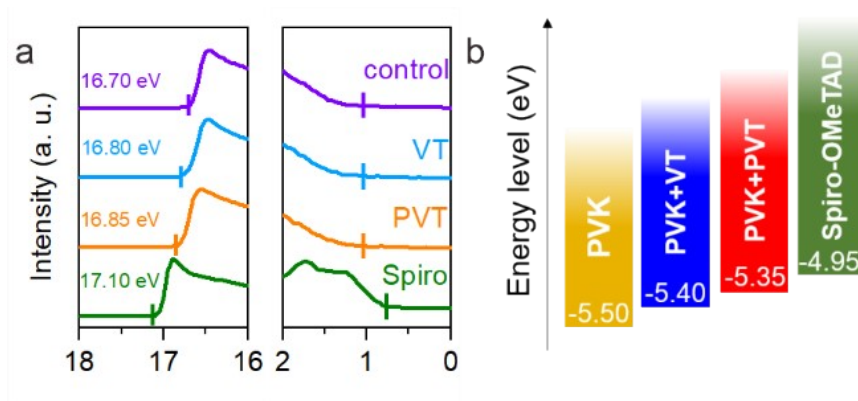 a
Intensity (a. u.)
16.70 eV
16.80 eV
16.85 eV
17.10 eV
18 17 16
control
VT
PVT
Spiro
2 1 0
b
Energy level (eV)
PVK
-5.50
PVK+VT
-5.40
PVK+PVT
-5.35
Spiro-OMeTAD
-4.95